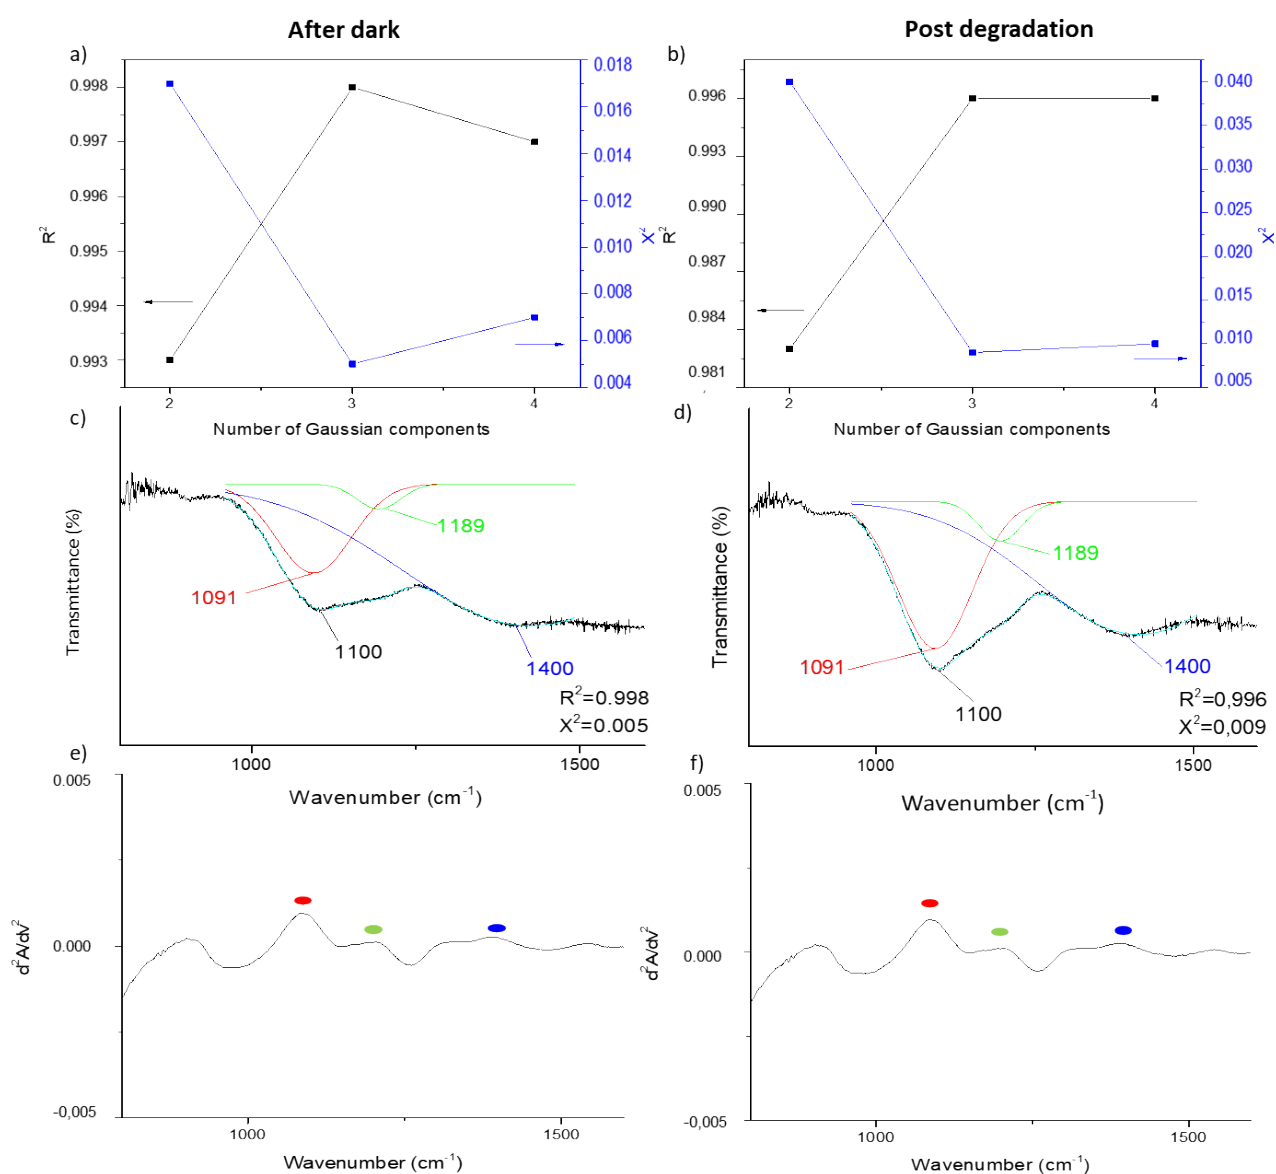 After dark
Post degradation
a)
0.998
0.997
0.996
0.995
0.994
0.993
R²
0.018
0.016
0.014
0.012
0.010
0.008
0.006
0.004
X²
2
3
4
Number of Gaussian components
b)
0.996
0.993
0.990
0.987
0.984
0.981
R²
0.040
0.035
0.030
0.025
0.020
0.015
0.010
0.005
X²
2
3
4
Number of Gaussian components
c)
Transmittance (%)
1189
1091
1100
1400
R²=0.998
X²=0.005
1000
1500
Wavenumber (cm⁻¹)
d)
Transmittance (%)
1189
1091
1400
1100
R²=0,996
X²=0,009
1000
1500
Wavenumber (cm⁻¹)
e)
0.005
0.000
-0,005
d²A/dv²
1000
1500
Wavenumber (cm⁻¹)
f)
0.005
0.000
-0,005
d²A/dv²
1000
1500
Wavenumber (cm⁻¹)